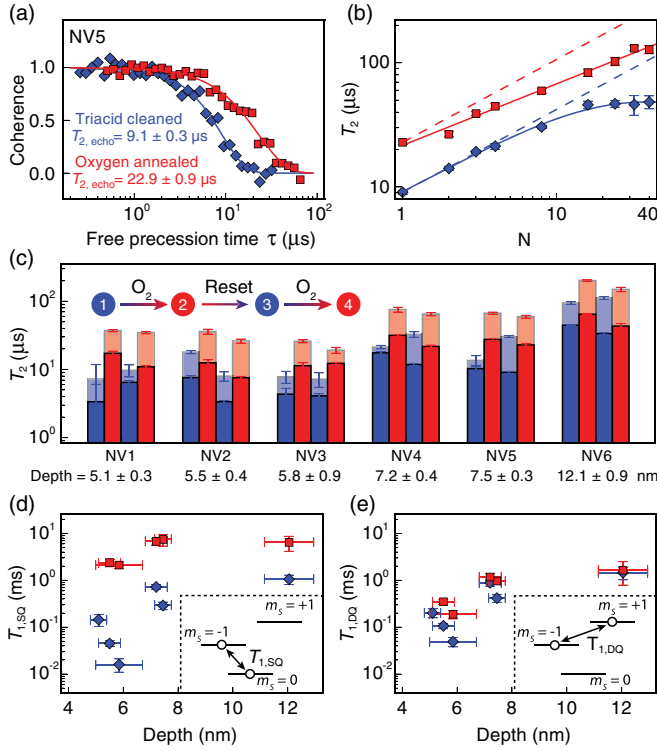 (a)
NV5
Coherence
1.0
0.5
0.0
Triacid cleaned
T2, echo= 9.1 ± 0.3 µs
Oxygen annealed
T2, echo= 22.9 ± 0.9 µs
10⁰ 10¹ 10²
Free precession time τ (µs)
(b)
T2 (µs)
100
10
1 10 20 40
N
(c)
T2 (µs)
10²
10¹
10⁰
1 O2 2 Reset 3 O2 4
NV1 NV2 NV3 NV4 NV5 NV6
Depth = 5.1 ± 0.3 5.5 ± 0.4 5.8 ± 0.9 7.2 ± 0.4 7.5 ± 0.3 12.1 ± 0.9 nm
(d)
T1,SQ (ms)
10¹
10⁰
10⁻¹
10⁻²
ms = +1
ms = -1
T1,SQ
ms = 0
4 6 8 10 12
Depth (nm)
(e)
T1,DQ (ms)
10¹
10⁰
10⁻¹
10⁻²
ms = +1
ms = -1
T1,DQ
ms = 0
4 6 8 10 12
Depth (nm)